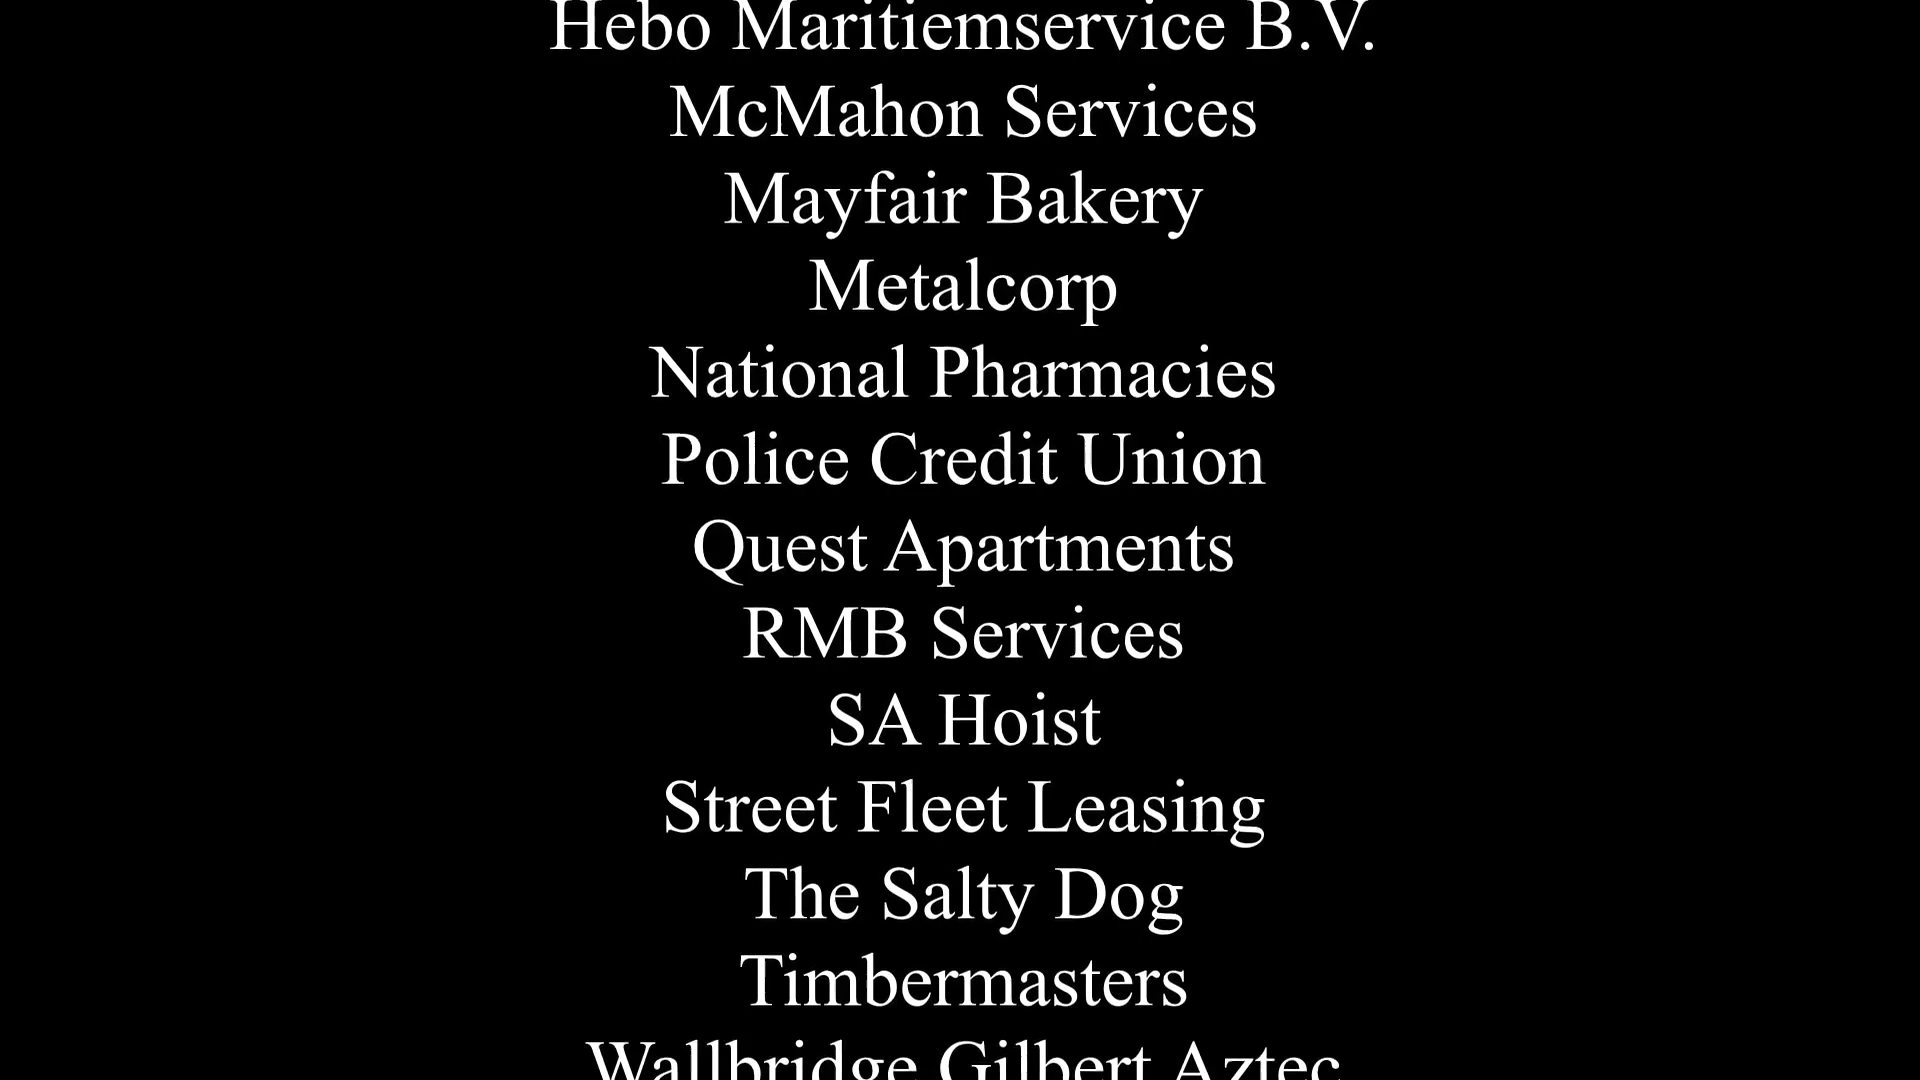 Hebo Maritiemservice B.V.
McMahon Services
Mayfair Bakery
Metalcorp
National Pharmacies
Police Credit Union
Quest Apartments
RMB Services
SA Hoist
Street Fleet Leasing
The Salty Dog
Timbermasters
Wallbridge Gilbert Aztec